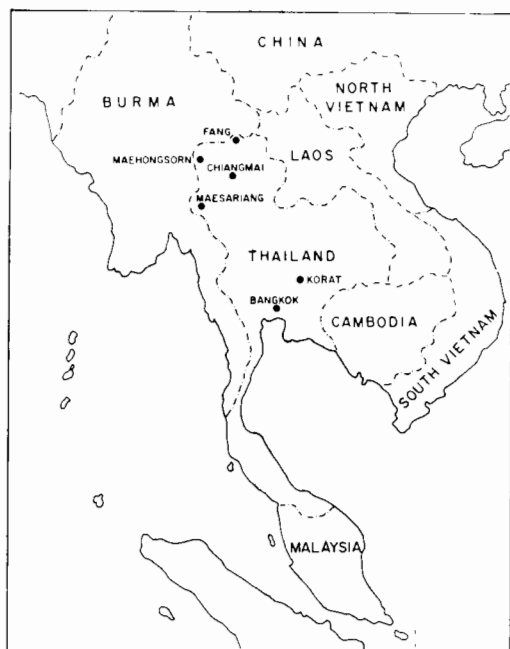 CHINA
NORTH
VIETNAM
BURMA
FANG
LAOS
MAEHONGSORN
CHIANGMAI
MAESARIANG
THAILAND
KORAT
BANGKOK
CAMBODIA
SOUTH VIETNAM
MALAYSIA